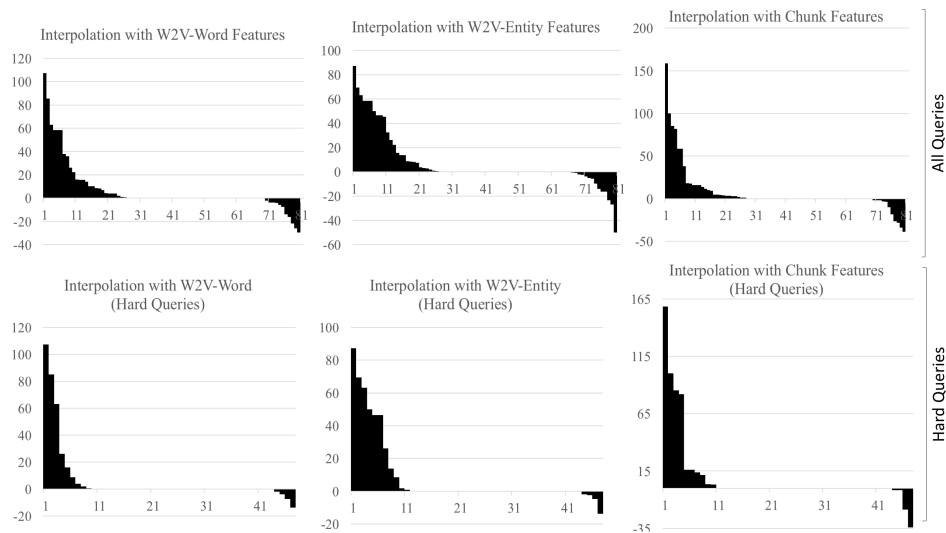 Interpolation with W2V-Word Features
120
100
80
60
40
20
0
-20
-40
1 11 21 31 41 51 61 71 81
Interpolation with W2V-Entity Features
100
80
60
40
20
0
-20
-40
-60
1 11 21 31 41 51 61 71 81
Interpolation with Chunk Features
200
150
100
50
0
-50
1 11 21 31 41 51 61 71 81
All Queries
Interpolation with W2V-Word
(Hard Queries)
120
100
80
60
40
20
0
-20
1 11 21 31 41
Interpolation with W2V-Entity
(Hard Queries)
100
80
60
40
20
0
-20
1 11 21 31 41
Interpolation with Chunk Features
(Hard Queries)
165
115
65
15
-35
1 11 21 31 41
Hard Queries